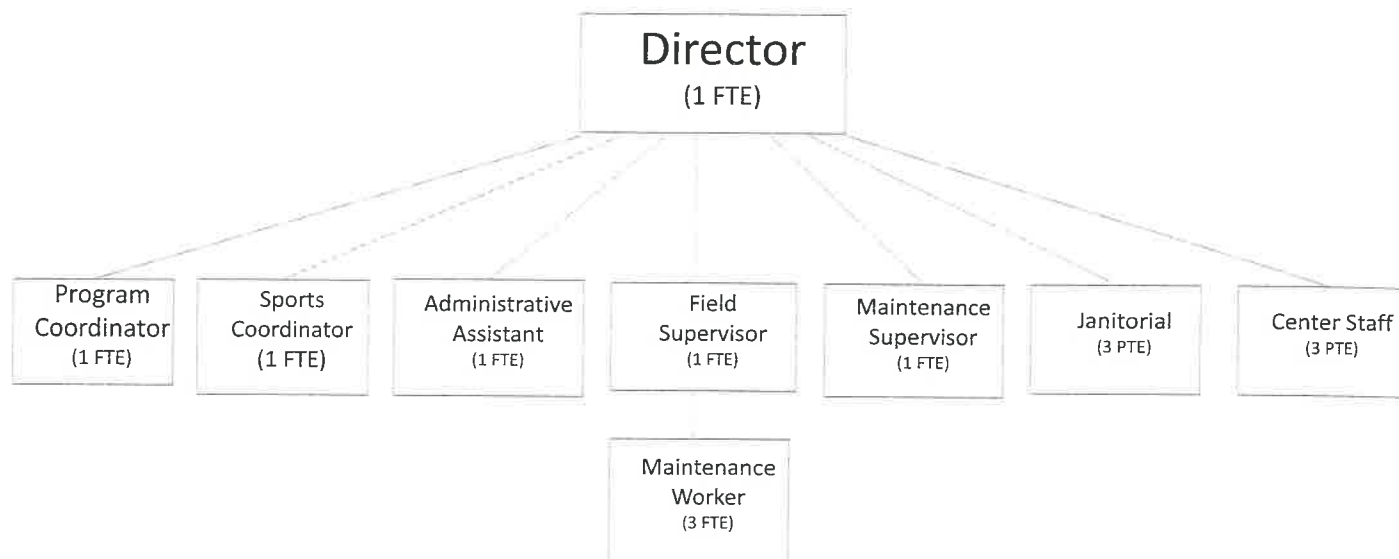 Director
(1 FTE)
Program
Coordinator
(1 FTE)
Sports
Coordinator
(1 FTE)
Administrative
Assistant
(1 FTE)
Field
Supervisor
(1 FTE)
Maintenance
Supervisor
(1 FTE)
Janitorial
(3 PTE)
Center Staff
(3 PTE)
Maintenance
Worker
(3 FTE)